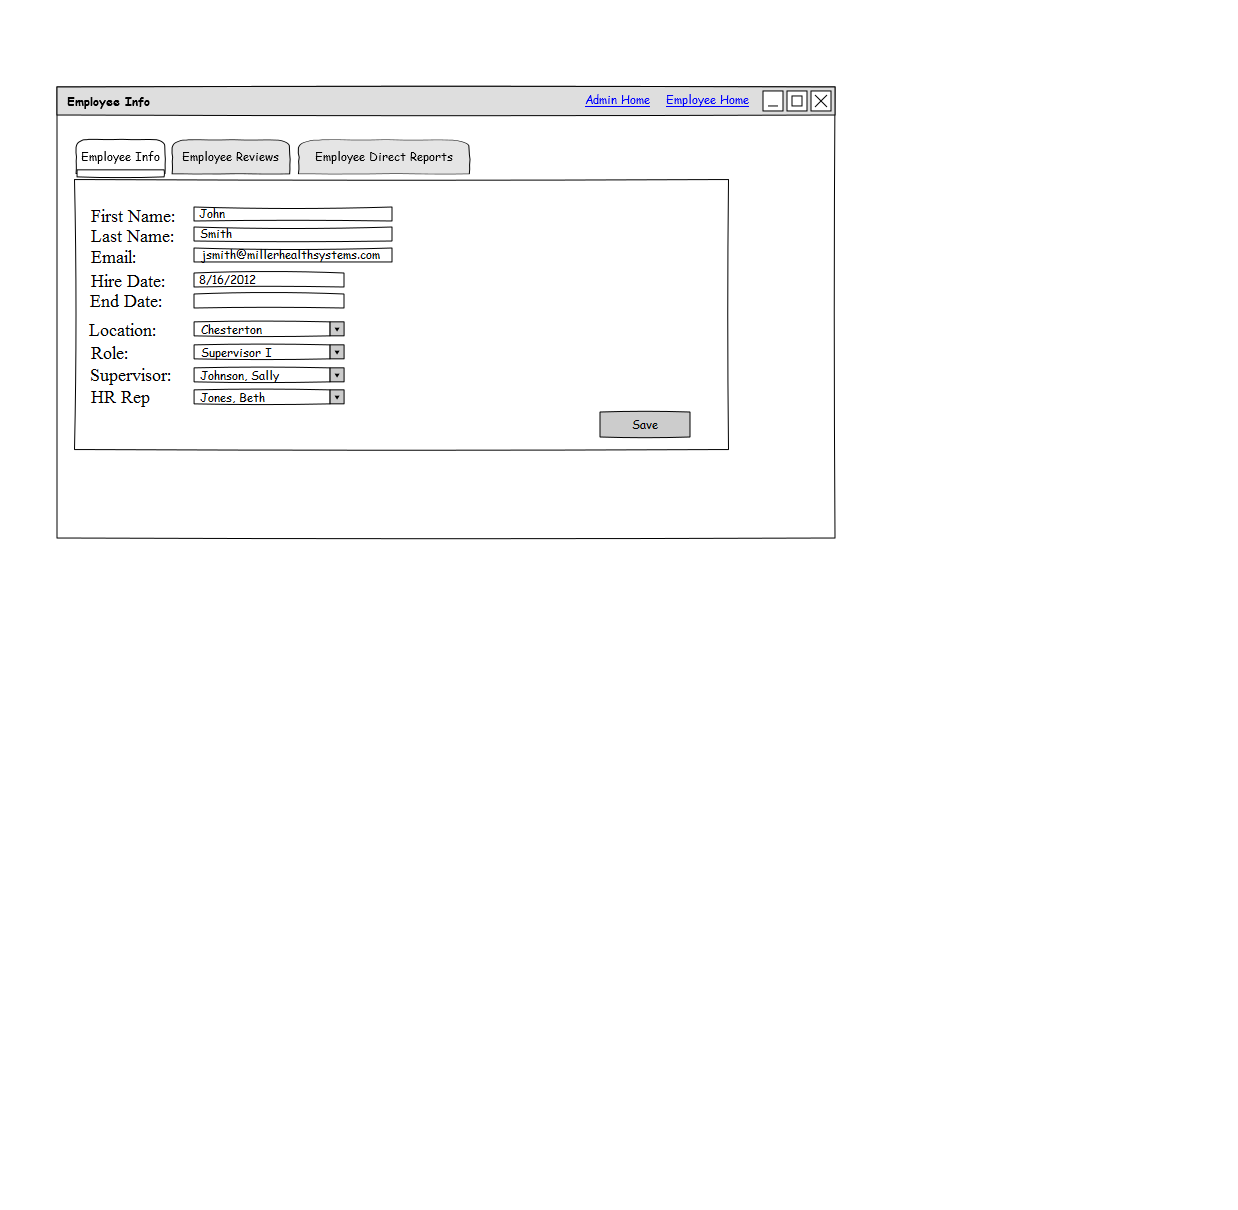 Employee Info Admin Home Employee Home
Employee Info Employee Reviews Employee Direct Reports
First Name: John
Last Name: Smith
Email: jsmith@millerhealthsystems.com
Hire Date: 8/16/2012
End Date:
Location: Chesterton
Role: Supervisor I
Supervisor: Johnson, Sally
HR Rep Jones, Beth
Save